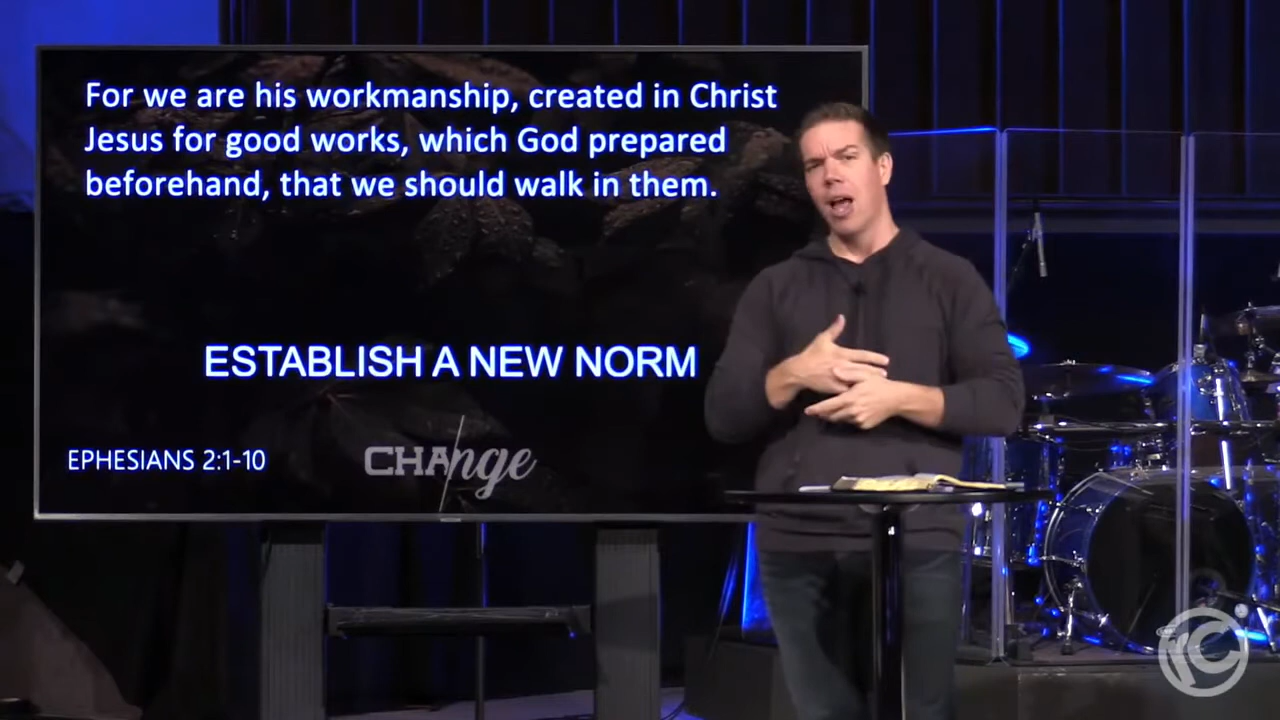 For we are his workmanship, created in Christ
Jesus for good works, which God prepared
beforehand, that we should walk in them.
ESTABLISH A NEW NORM
EPHESIANS 2:1-10
CHAnge